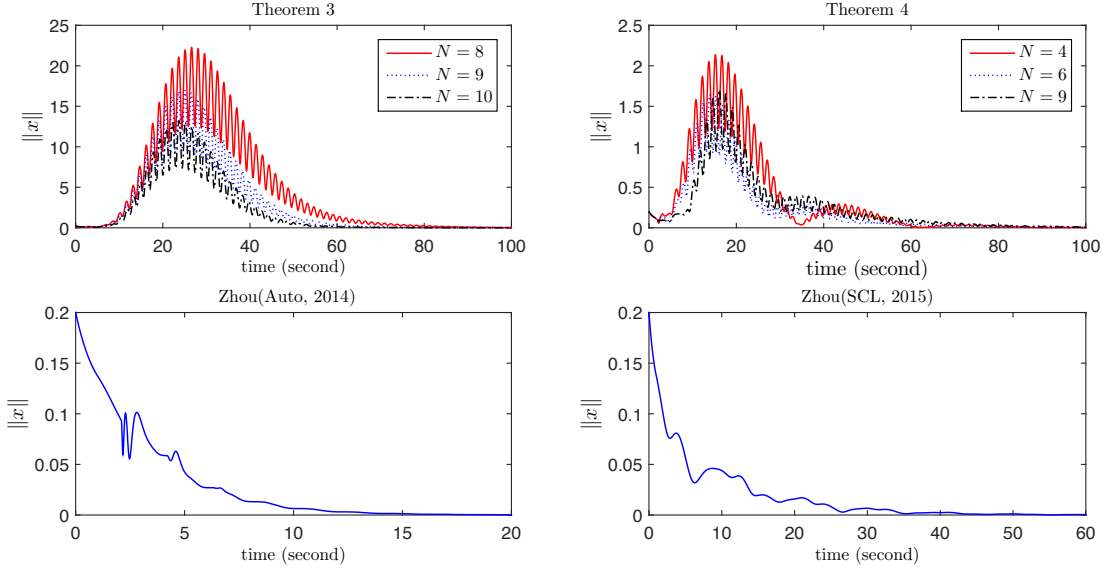 Theorem 3
25
20
15
10
5
0
||x||
N = 8
N = 9
N = 10
0 20 40 60 80 100
time (second)
Theorem 4
2.5
2
1.5
1
0.5
0
||x||
N = 4
N = 6
N = 9
0 20 40 60 80 100
time (second)
Zhou(Auto, 2014)
0.2
0.15
0.1
0.05
0
||x||
0 5 10 15 20
time (second)
Zhou(SCL, 2015)
0.2
0.15
0.1
0.05
0
||x||
0 10 20 30 40 50 60
time (second)